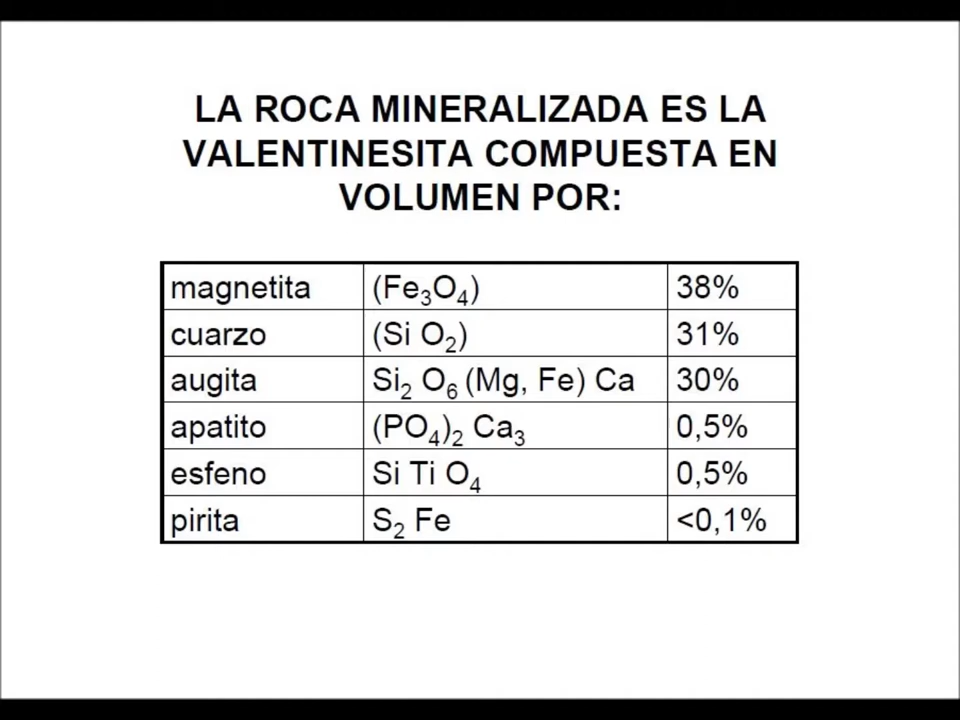 LA ROCA MINERALIZADA ES LA
VALENTINESITA COMPUESTA EN
VOLUMEN POR:
magnetita (Fe₃O₄) 38%
cuarzo (Si O₂) 31%
augita Si₂ O₆ (Mg, Fe) Ca 30%
apatito (PO₄)₂ Ca₃ 0,5%
esfeno Si Ti O₄ 0,5%
pirita S₂ Fe <0,1%